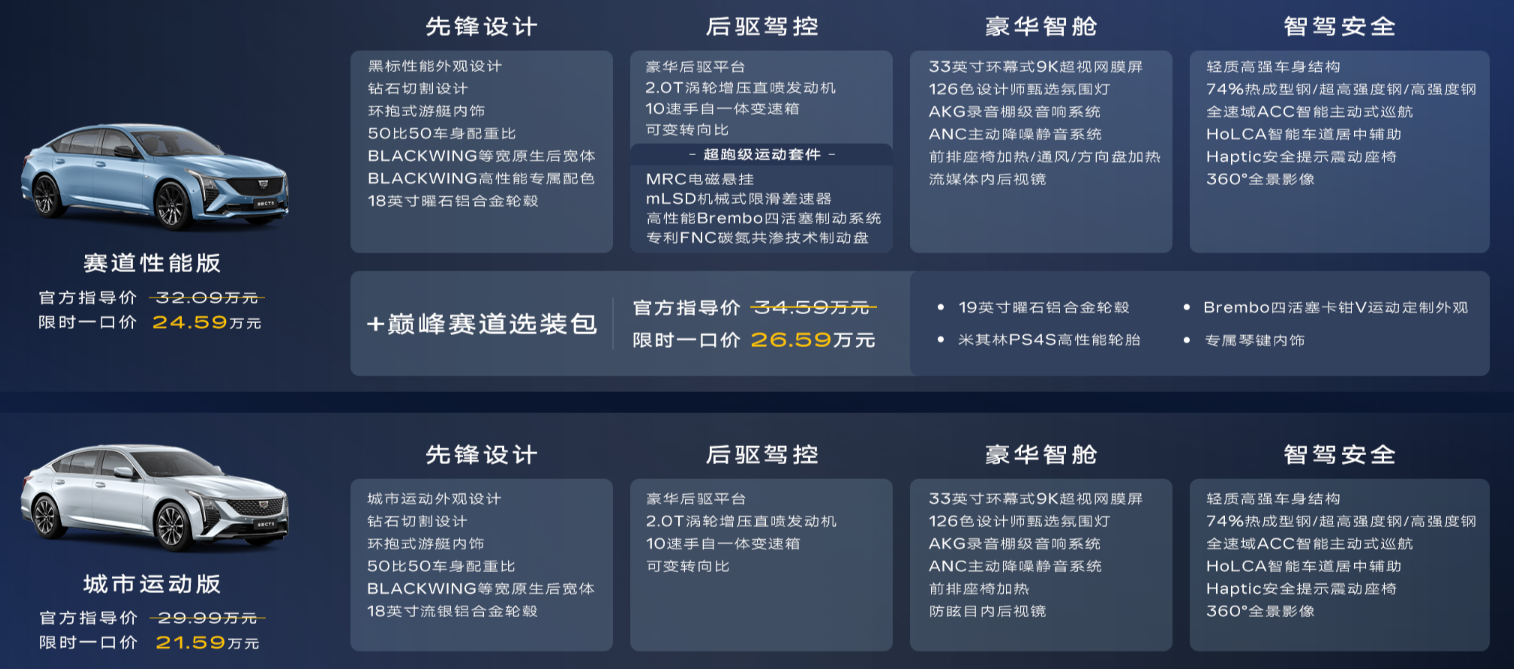 先锋设计
黑标性能外观设计
钻石切割设计
环抱式游艇内饰
50比50车身配重比
BLACKWING等宽原生后宽体
BLACKWING高性能专属配色
18英寸曜石铝合金轮毂
后驱驾控
豪华后驱平台
2.0T涡轮增压直喷发动机
10速手自一体变速箱
可变转向比
- 超跑级运动套件 -
MRC电磁悬挂
mLSD机械式限滑差速器
高性能Brembo四活塞制动系统
专利FNC碳氮共渗技术制动盘
豪华智舱
33英寸环幕式9K超视网膜屏
126色设计师甄选氛围灯
AKG录音棚级音响系统
ANC主动降噪静音系统
前排座椅加热/通风/方向盘加热
流媒体内后视镜
智驾安全
轻质高强车身结构
74%热成型钢/超高强度钢/高强度钢
全速域ACC智能主动式巡航
HoLCA智能车道居中辅助
Haptic安全提示震动座椅
360°全景影像
赛道性能版
官方指导价 32.09万元
限时一口价 24.59万元
+巅峰赛道选装包
官方指导价 34.59万元
限时一口价 26.59万元
• 19英寸曜石铝合金轮毂
• 米其林PS4S高性能轮胎
• Brembo四活塞卡钳V运动定制外观
• 专属琴键内饰
先锋设计
城市运动外观设计
钻石切割设计
环抱式游艇内饰
50比50车身配重比
BLACKWING等宽原生后宽体
18英寸流银铝合金轮毂
后驱驾控
豪华后驱平台
2.0T涡轮增压直喷发动机
10速手自一体变速箱
可变转向比
豪华智舱
33英寸环幕式9K超视网膜屏
126色设计师甄选氛围灯
AKG录音棚级音响系统
ANC主动降噪静音系统
前排座椅加热
防眩目内后视镜
智驾安全
轻质高强车身结构
74%热成型钢/超高强度钢/高强度钢
全速域ACC智能主动式巡航
HoLCA智能车道居中辅助
Haptic安全提示震动座椅
360°全景影像
城市运动版
官方指导价 29.99万元
限时一口价 21.59万元